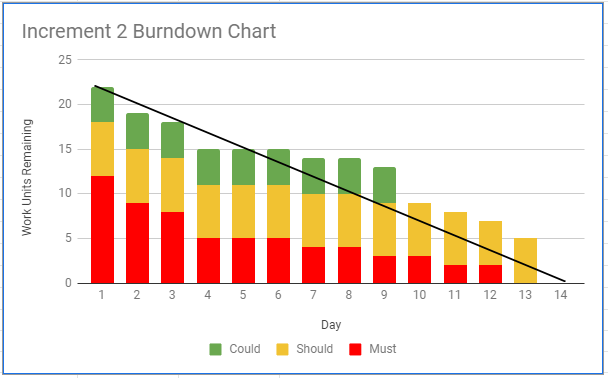 Increment 2 Burndown Chart
25
20
15
10
5
0
Work Units Remaining
1 2 3 4 5 6 7 8 9 10 11 12 13 14
Day
Could Should Must